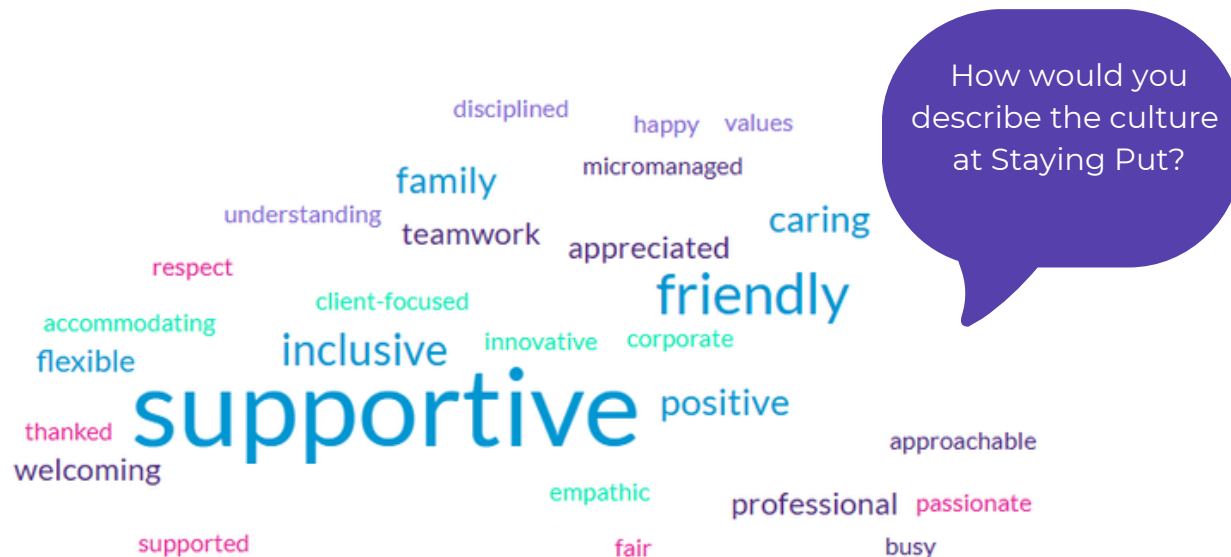 How would you
describe the culture
at Staying Put?
disciplined
happy
values
micromanaged
family
understanding
teamwork
appreciated
caring
respect
friendly
client-focused
accommodating
innovative
corporate
inclusive
flexible
supportive
positive
thanked
approachable
welcoming
empathic
professional
passionate
supported
fair
busy